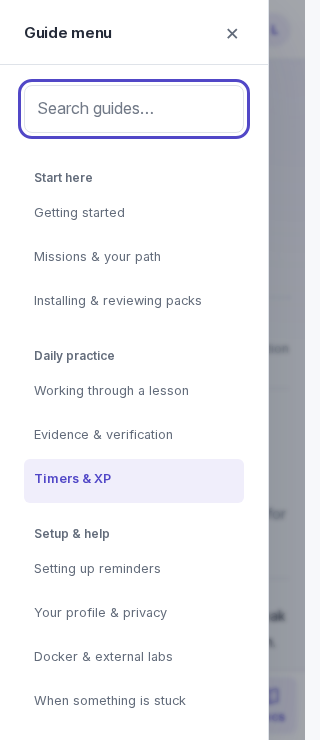 Guide menu
Search guides...
Start here
Getting started
Missions & your path
Installing & reviewing packs
Daily practice
Working through a lesson
Evidence & verification
Timers & XP
Setup & help
Setting up reminders
Your profile & privacy
Docker & external labs
When something is stuck